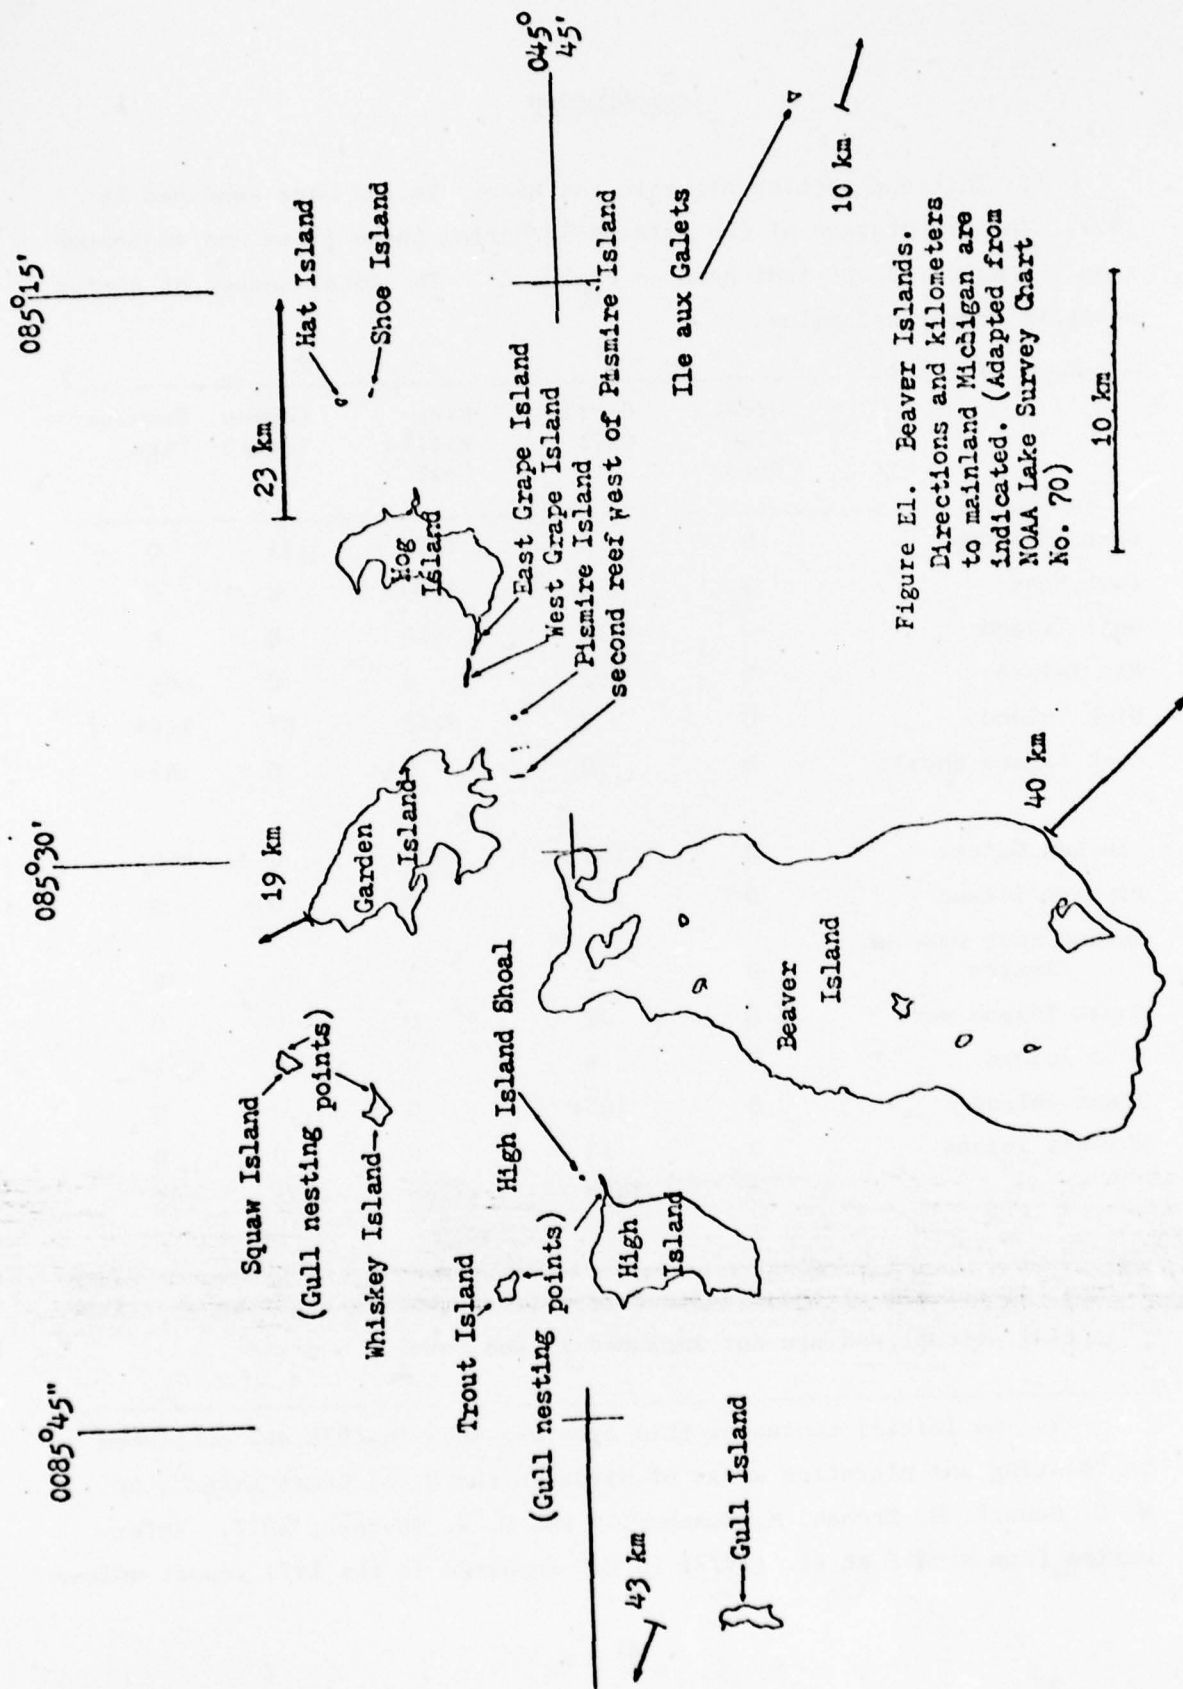 0085°45"
085°30'
085°15'
Squaw Island
(Gull nesting
points)
Whiskey Island
19 km
Garden
Island
23 km
Hat Island
Shoe Island
Hog
Island
East Grape Island
West Grape Island
Pismire Island
second reef west of Pismire Island
045°
45'
Trout Island
(Gull nesting
points)
High Island Shoal
High
Island
43 km
Gull Island
Beaver
Island
40 km
Ile aux Galets
10 km
Figure E1. Beaver Islands.
Directions and kilometers
to mainland Michigan are
indicated. (Adapted from
NOAA Lake Survey Chart
No. 70)
10 km